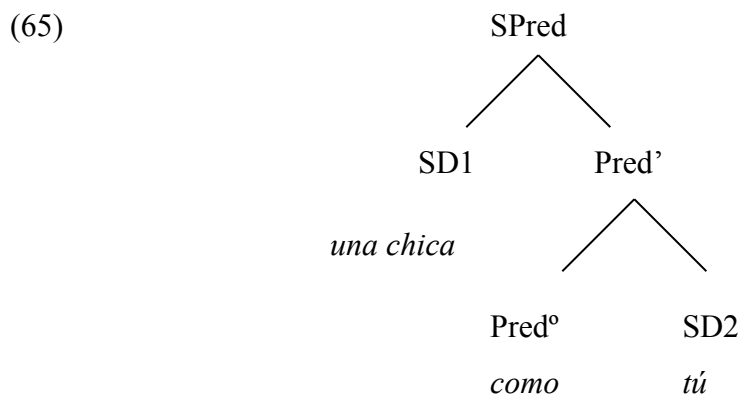 (65) SPred
SD1 Pred’
una chica
Predº SD2
como tú